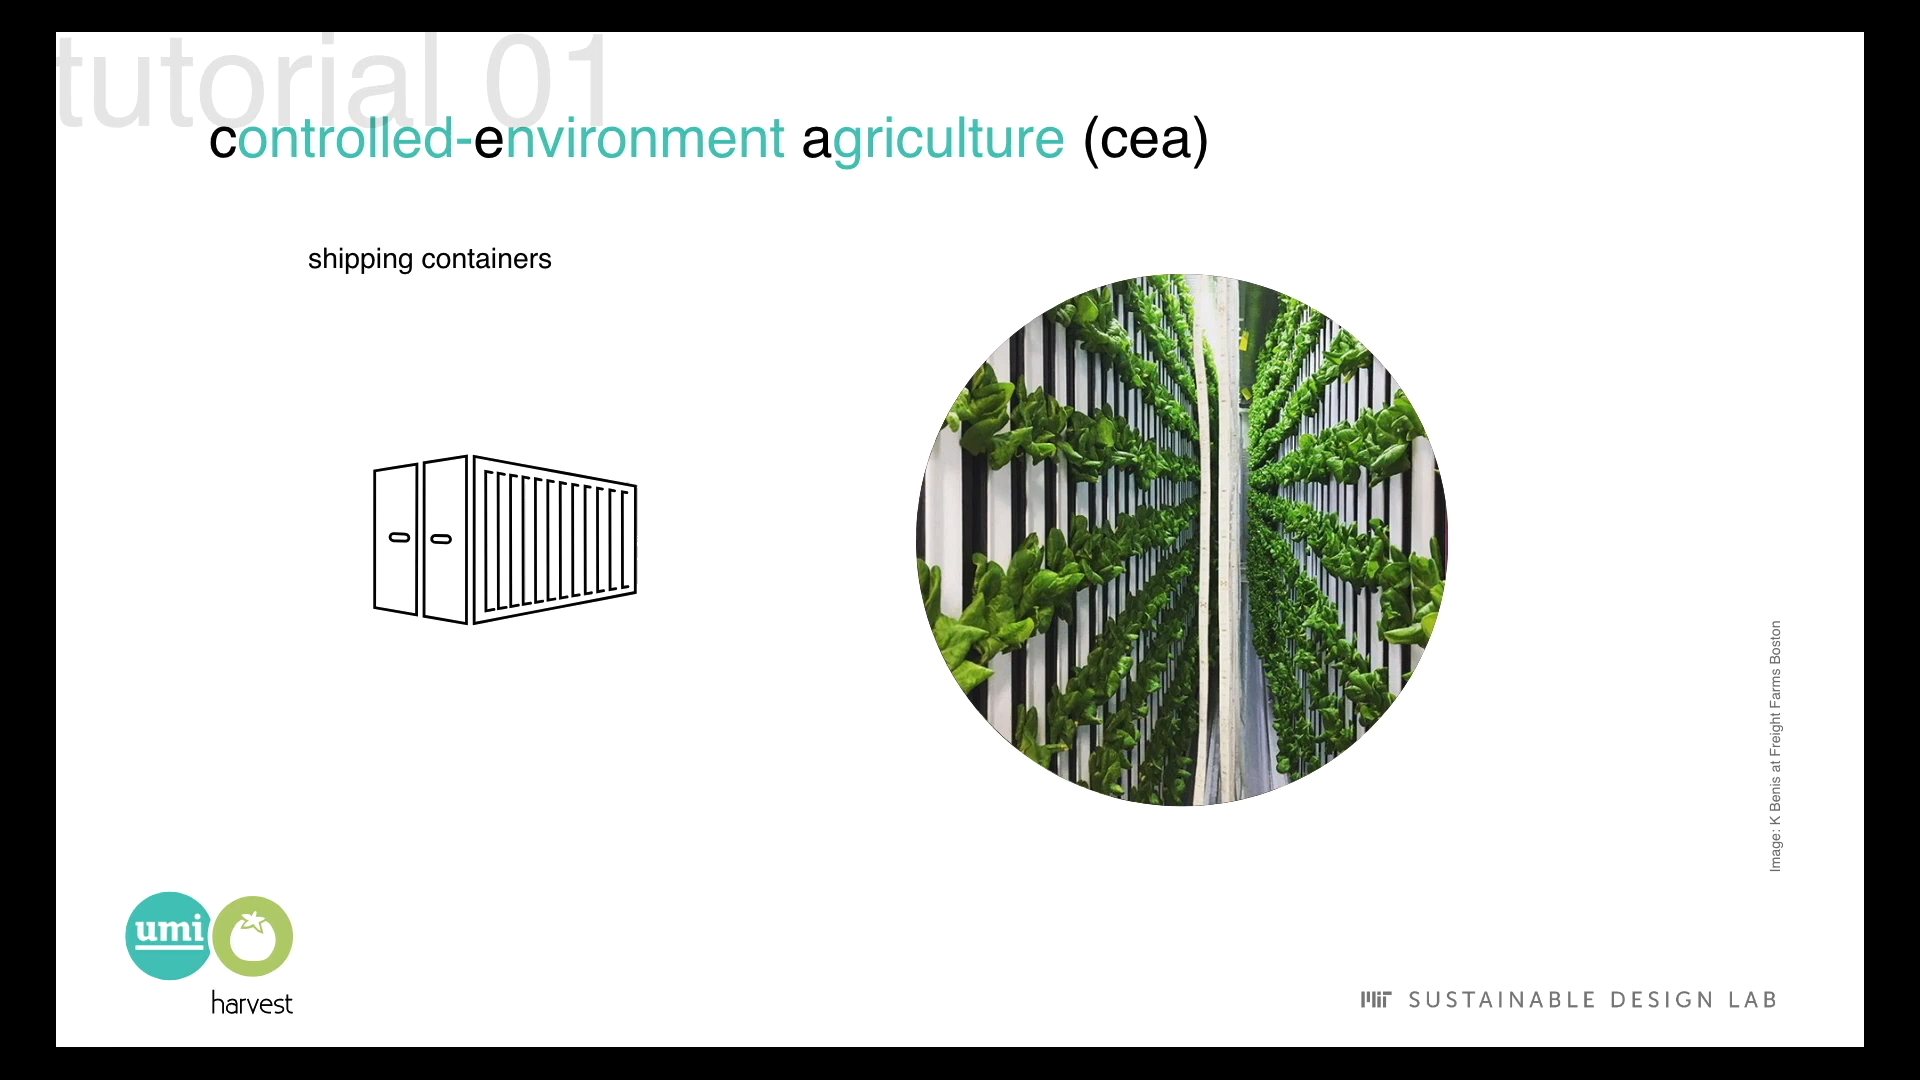 tutorial 01
controlled-environment agriculture (cea)
shipping containers
Image: K Benis at Freight Farms Boston
umi
harvest
MIT SUSTAINABLE DESIGN LAB